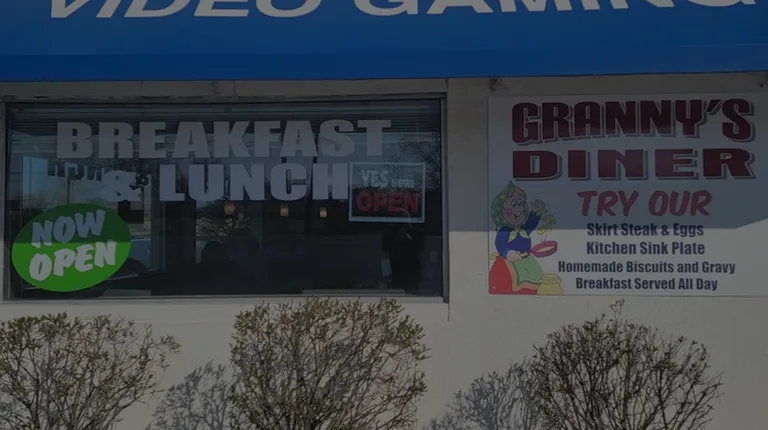 VIDEO GAMING
BREAKFAST
& LUNCH
YES WE'RE
OPEN
NOW
OPEN
GRANNY'S
DINER
TRY OUR
Skirt Steak & Eggs
Kitchen Sink Plate
Homemade Biscuits and Gravy
Breakfast Served All Day